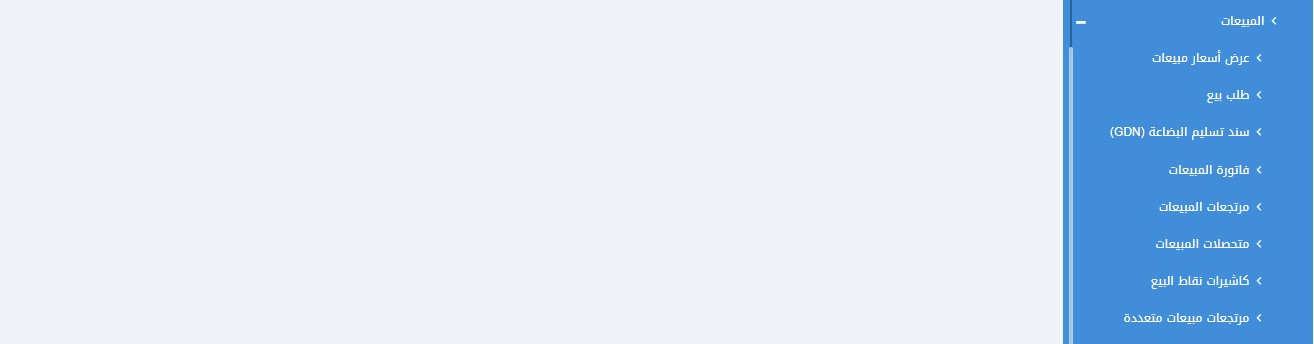 المبيعات
عرض أسعار مبيعات
طلب بيع
سند تسليم البضاعة (GDN)
فاتورة المبيعات
مرتجعات المبيعات
متحصلات المبيعات
كاشيرات نقاط البيع
مرتجعات مبيعات متعددة